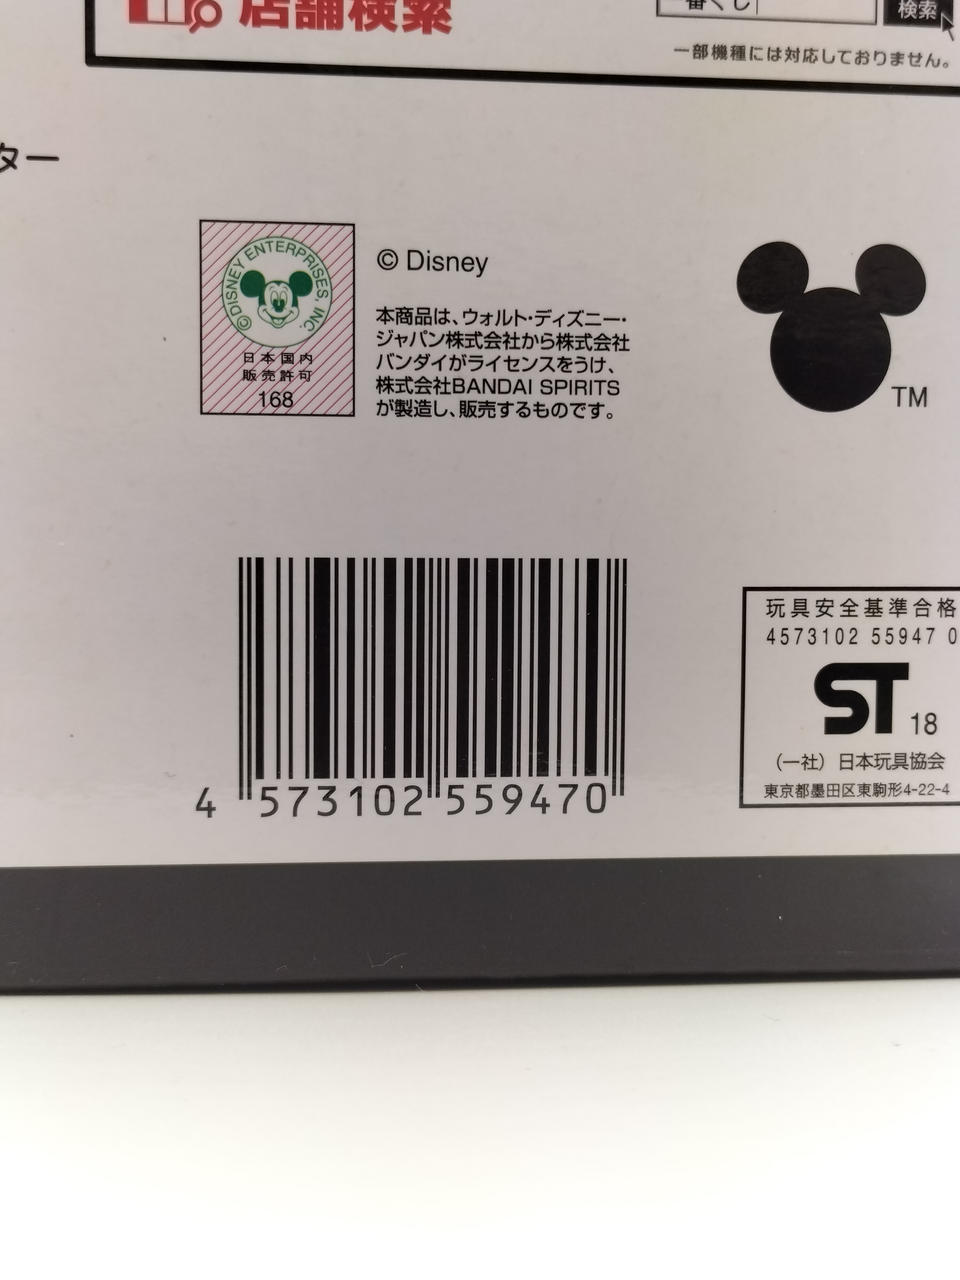 店舗検索
一番くじ
検索
一部機種には対応しておりません。
ター
©DISNEY ENTERPRISES, INC.
日本国内
販売許可
168
© Disney
本商品は、ウォルト・ディズニー・
ジャパン株式会社から株式会社
バンダイがライセンスをうけ、
株式会社BANDAI SPIRITS
が製造し、販売するものです。
TM
4 573102 559470
玩具安全基準合格
4573102 55947 0
ST 18
(一社) 日本玩具協会
東京都墨田区東駒形4-22-4